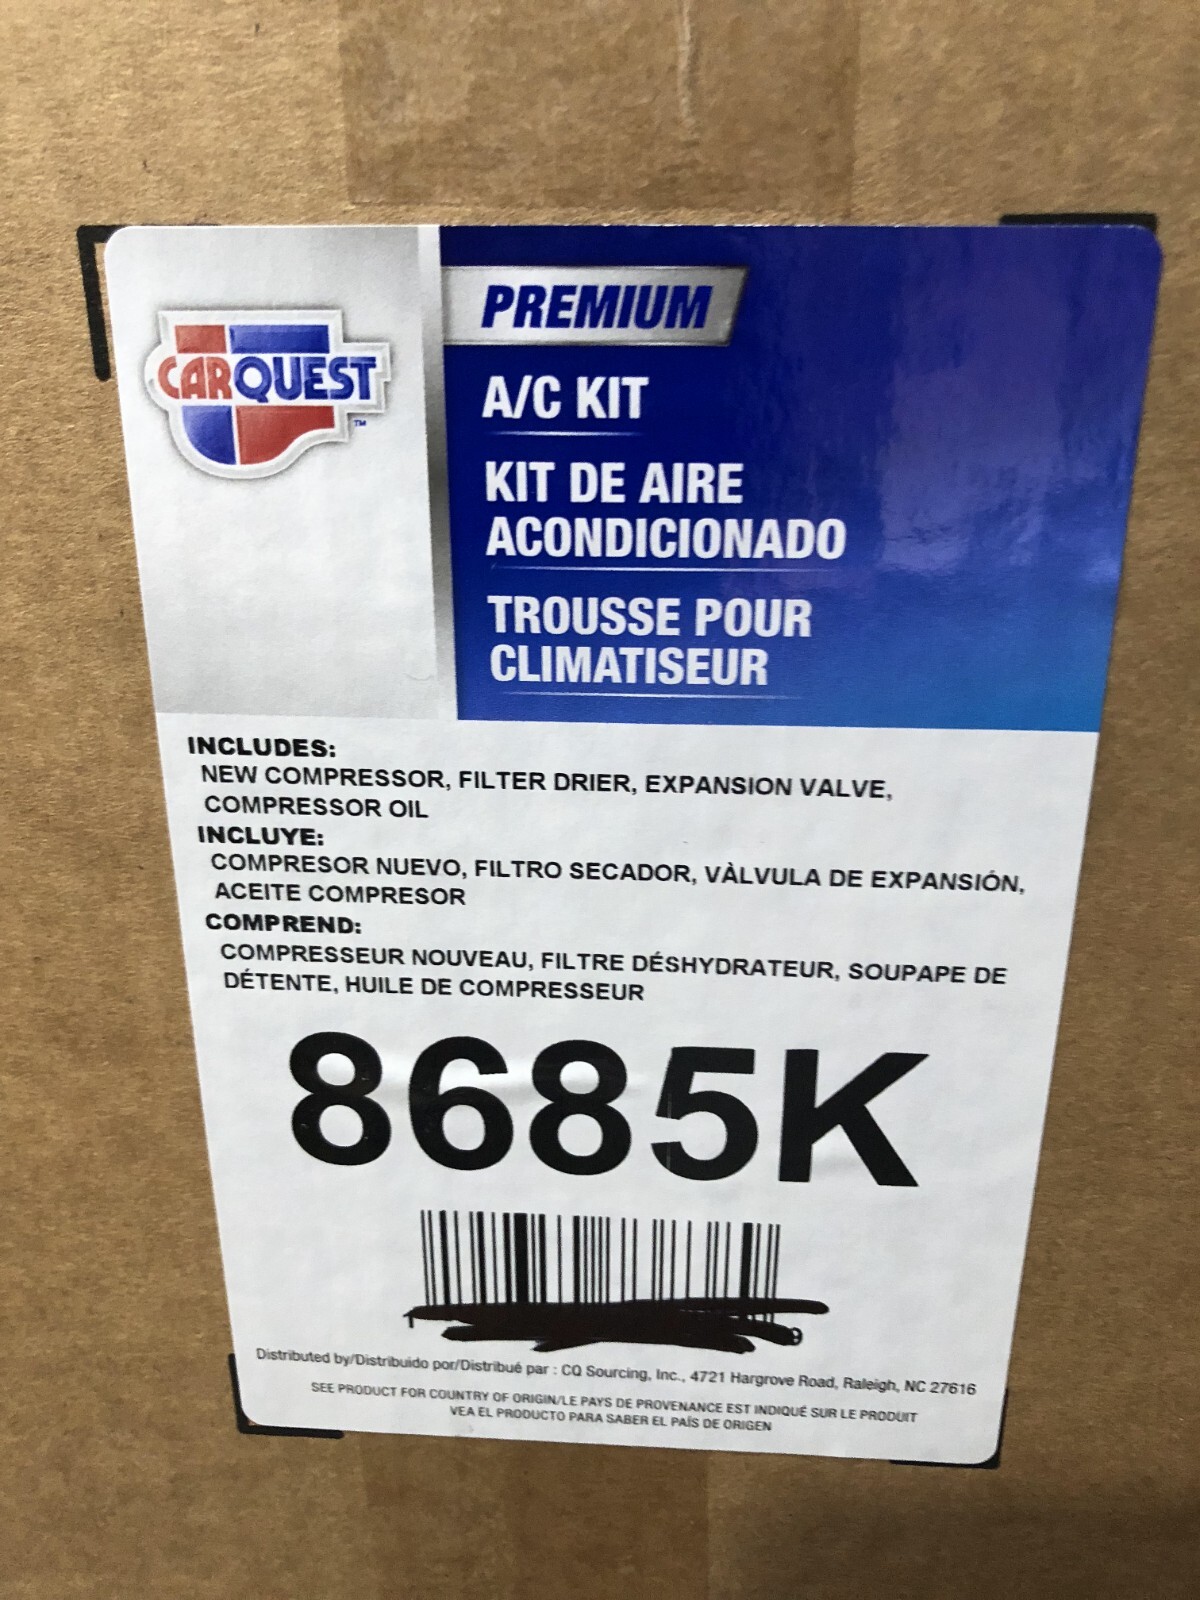 CARQUEST
TM
PREMIUM
A/C KIT
KIT DE AIRE
ACONDICIONADO
TROUSSE POUR
CLIMATISEUR
INCLUDES:
NEW COMPRESSOR, FILTER DRIER, EXPANSION VALVE,
COMPRESSOR OIL
INCLUYE:
COMPRESOR NUEVO, FILTRO SECADOR, VÀLVULA DE EXPANSIÓN,
ACEITE COMPRESOR
COMPREND:
COMPRESSEUR NOUVEAU, FILTRE DÉSHYDRATEUR, SOUPAPE DE
DÉTENTE, HUILE DE COMPRESSEUR
8685K
Distributed by/Distribuido por/Distribué par : CQ Sourcing, Inc., 4721 Hargrove Road, Raleigh, NC 27616
SEE PRODUCT FOR COUNTRY OF ORIGIN/LE PAYS DE PROVENANCE EST INDIQUÉ SUR LE PRODUIT
VEA EL PRODUCTO PARA SABER EL PAÍS DE ORIGEN